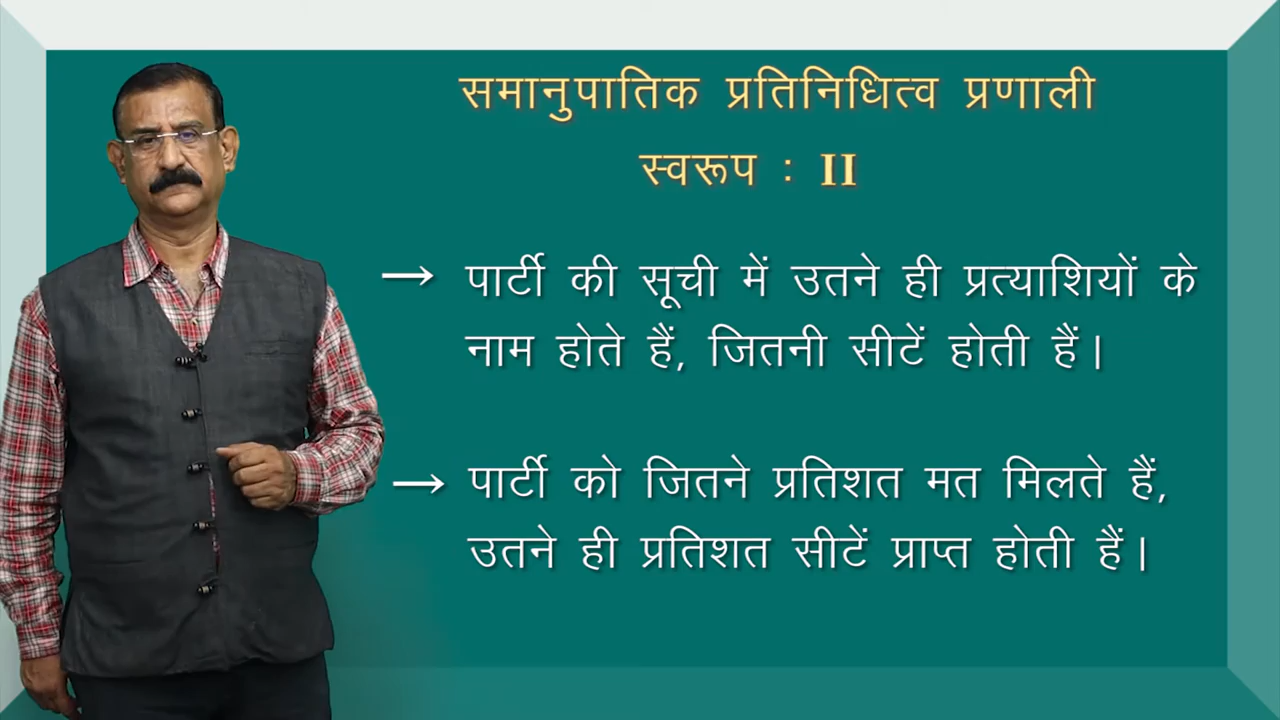 समानुपातिक प्रतिनिधित्व प्रणाली
स्वरूप : II
→ पार्टी की सूची में उतने ही प्रत्याशियों के
नाम होते हैं, जितनी सीटें होती हैं।
→ पार्टी को जितने प्रतिशत मत मिलते हैं,
उतने ही प्रतिशत सीटें प्राप्त होती हैं।